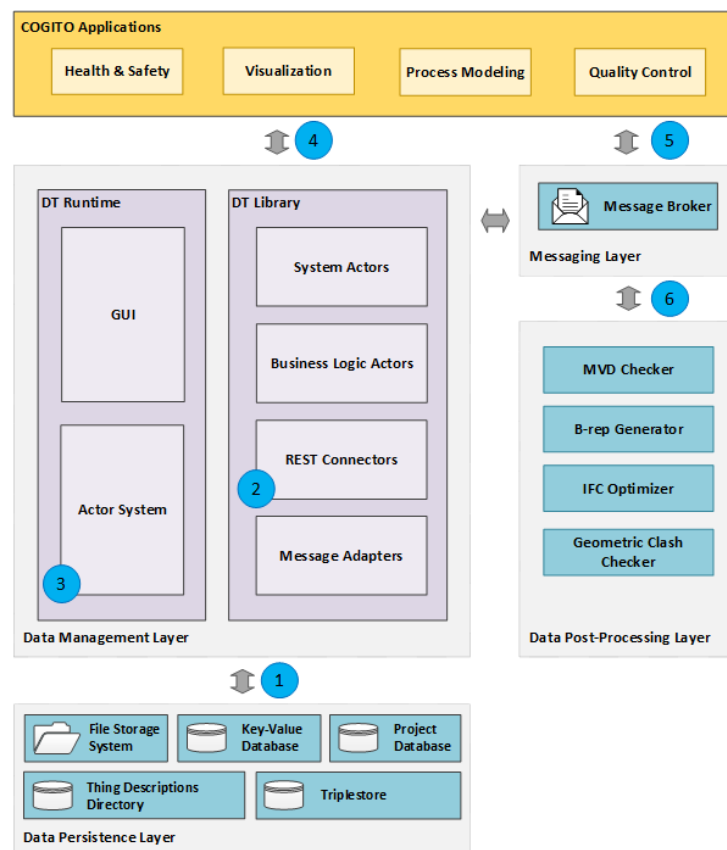 COGITO Applications
Health & Safety
Visualization
Process Modeling
Quality Control
4
5
DT Runtime
GUI
Actor System
3
DT Library
System Actors
Business Logic Actors
REST Connectors
2
Message Adapters
Data Management Layer
Message Broker
Messaging Layer
6
MVD Checker
B-rep Generator
IFC Optimizer
Geometric Clash
Checker
Data Post-Processing Layer
1
File Storage
System
Key-Value
Database
Project
Database
Thing Descriptions
Directory
Triplestore
Data Persistence Layer